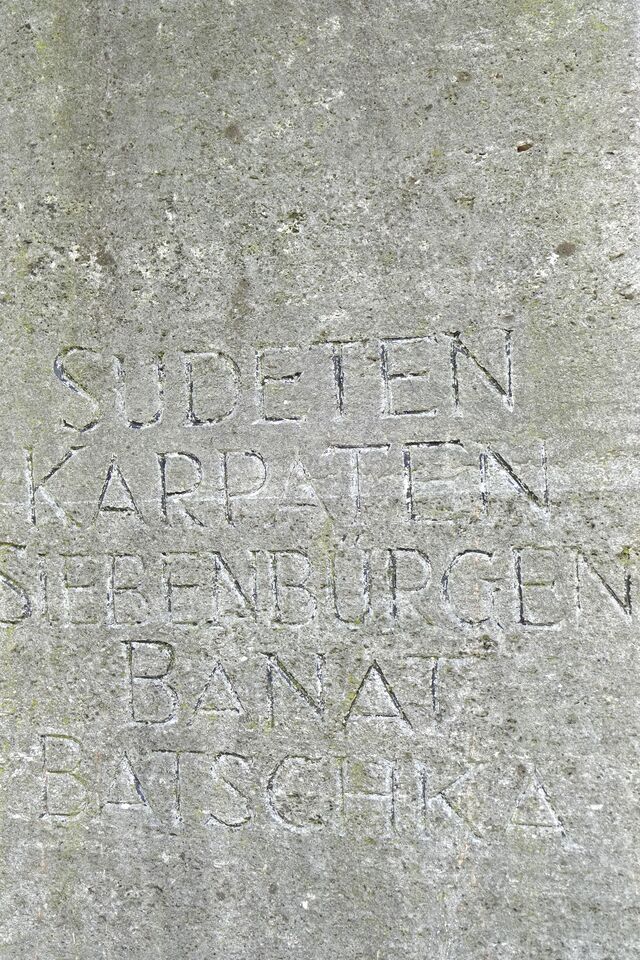 SUDETEN
KARPATEN
SIEBENBÜRGEN
BANAT
BATSCHKA